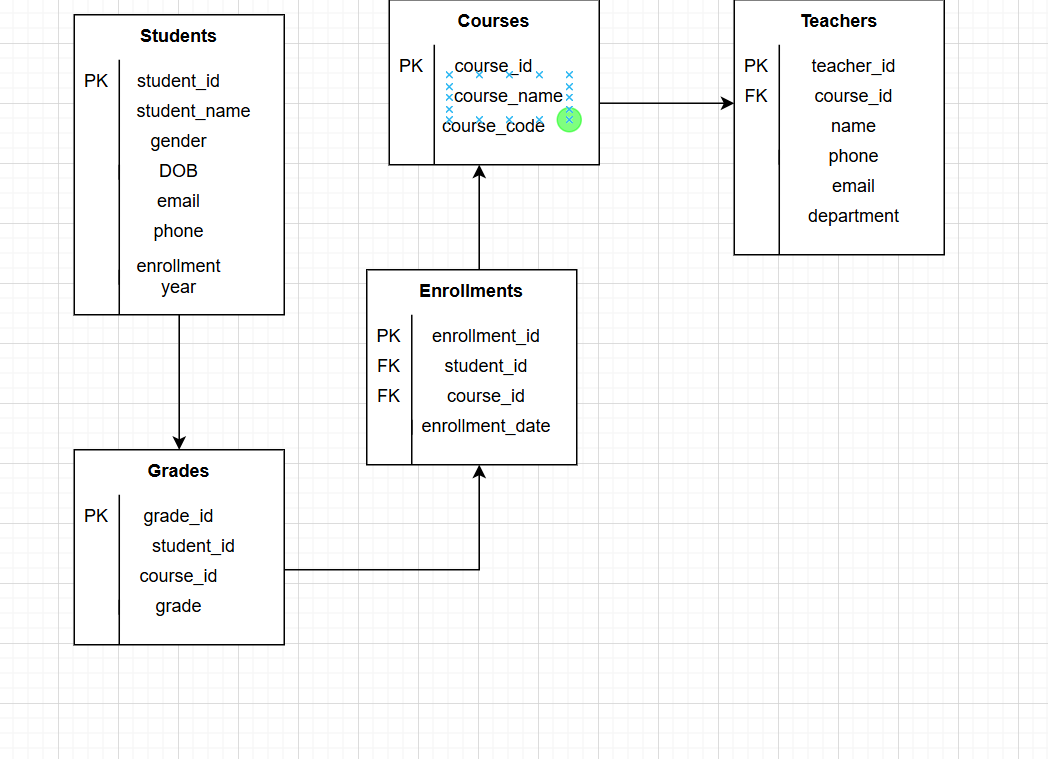 Students
PK student_id
student_name
gender
DOB
email
phone
enrollment
year
Courses
PK course_id
course_name
course_code
Teachers
PK teacher_id
FK course_id
name
phone
email
department
Enrollments
PK enrollment_id
FK student_id
FK course_id
enrollment_date
Grades
PK grade_id
student_id
course_id
grade